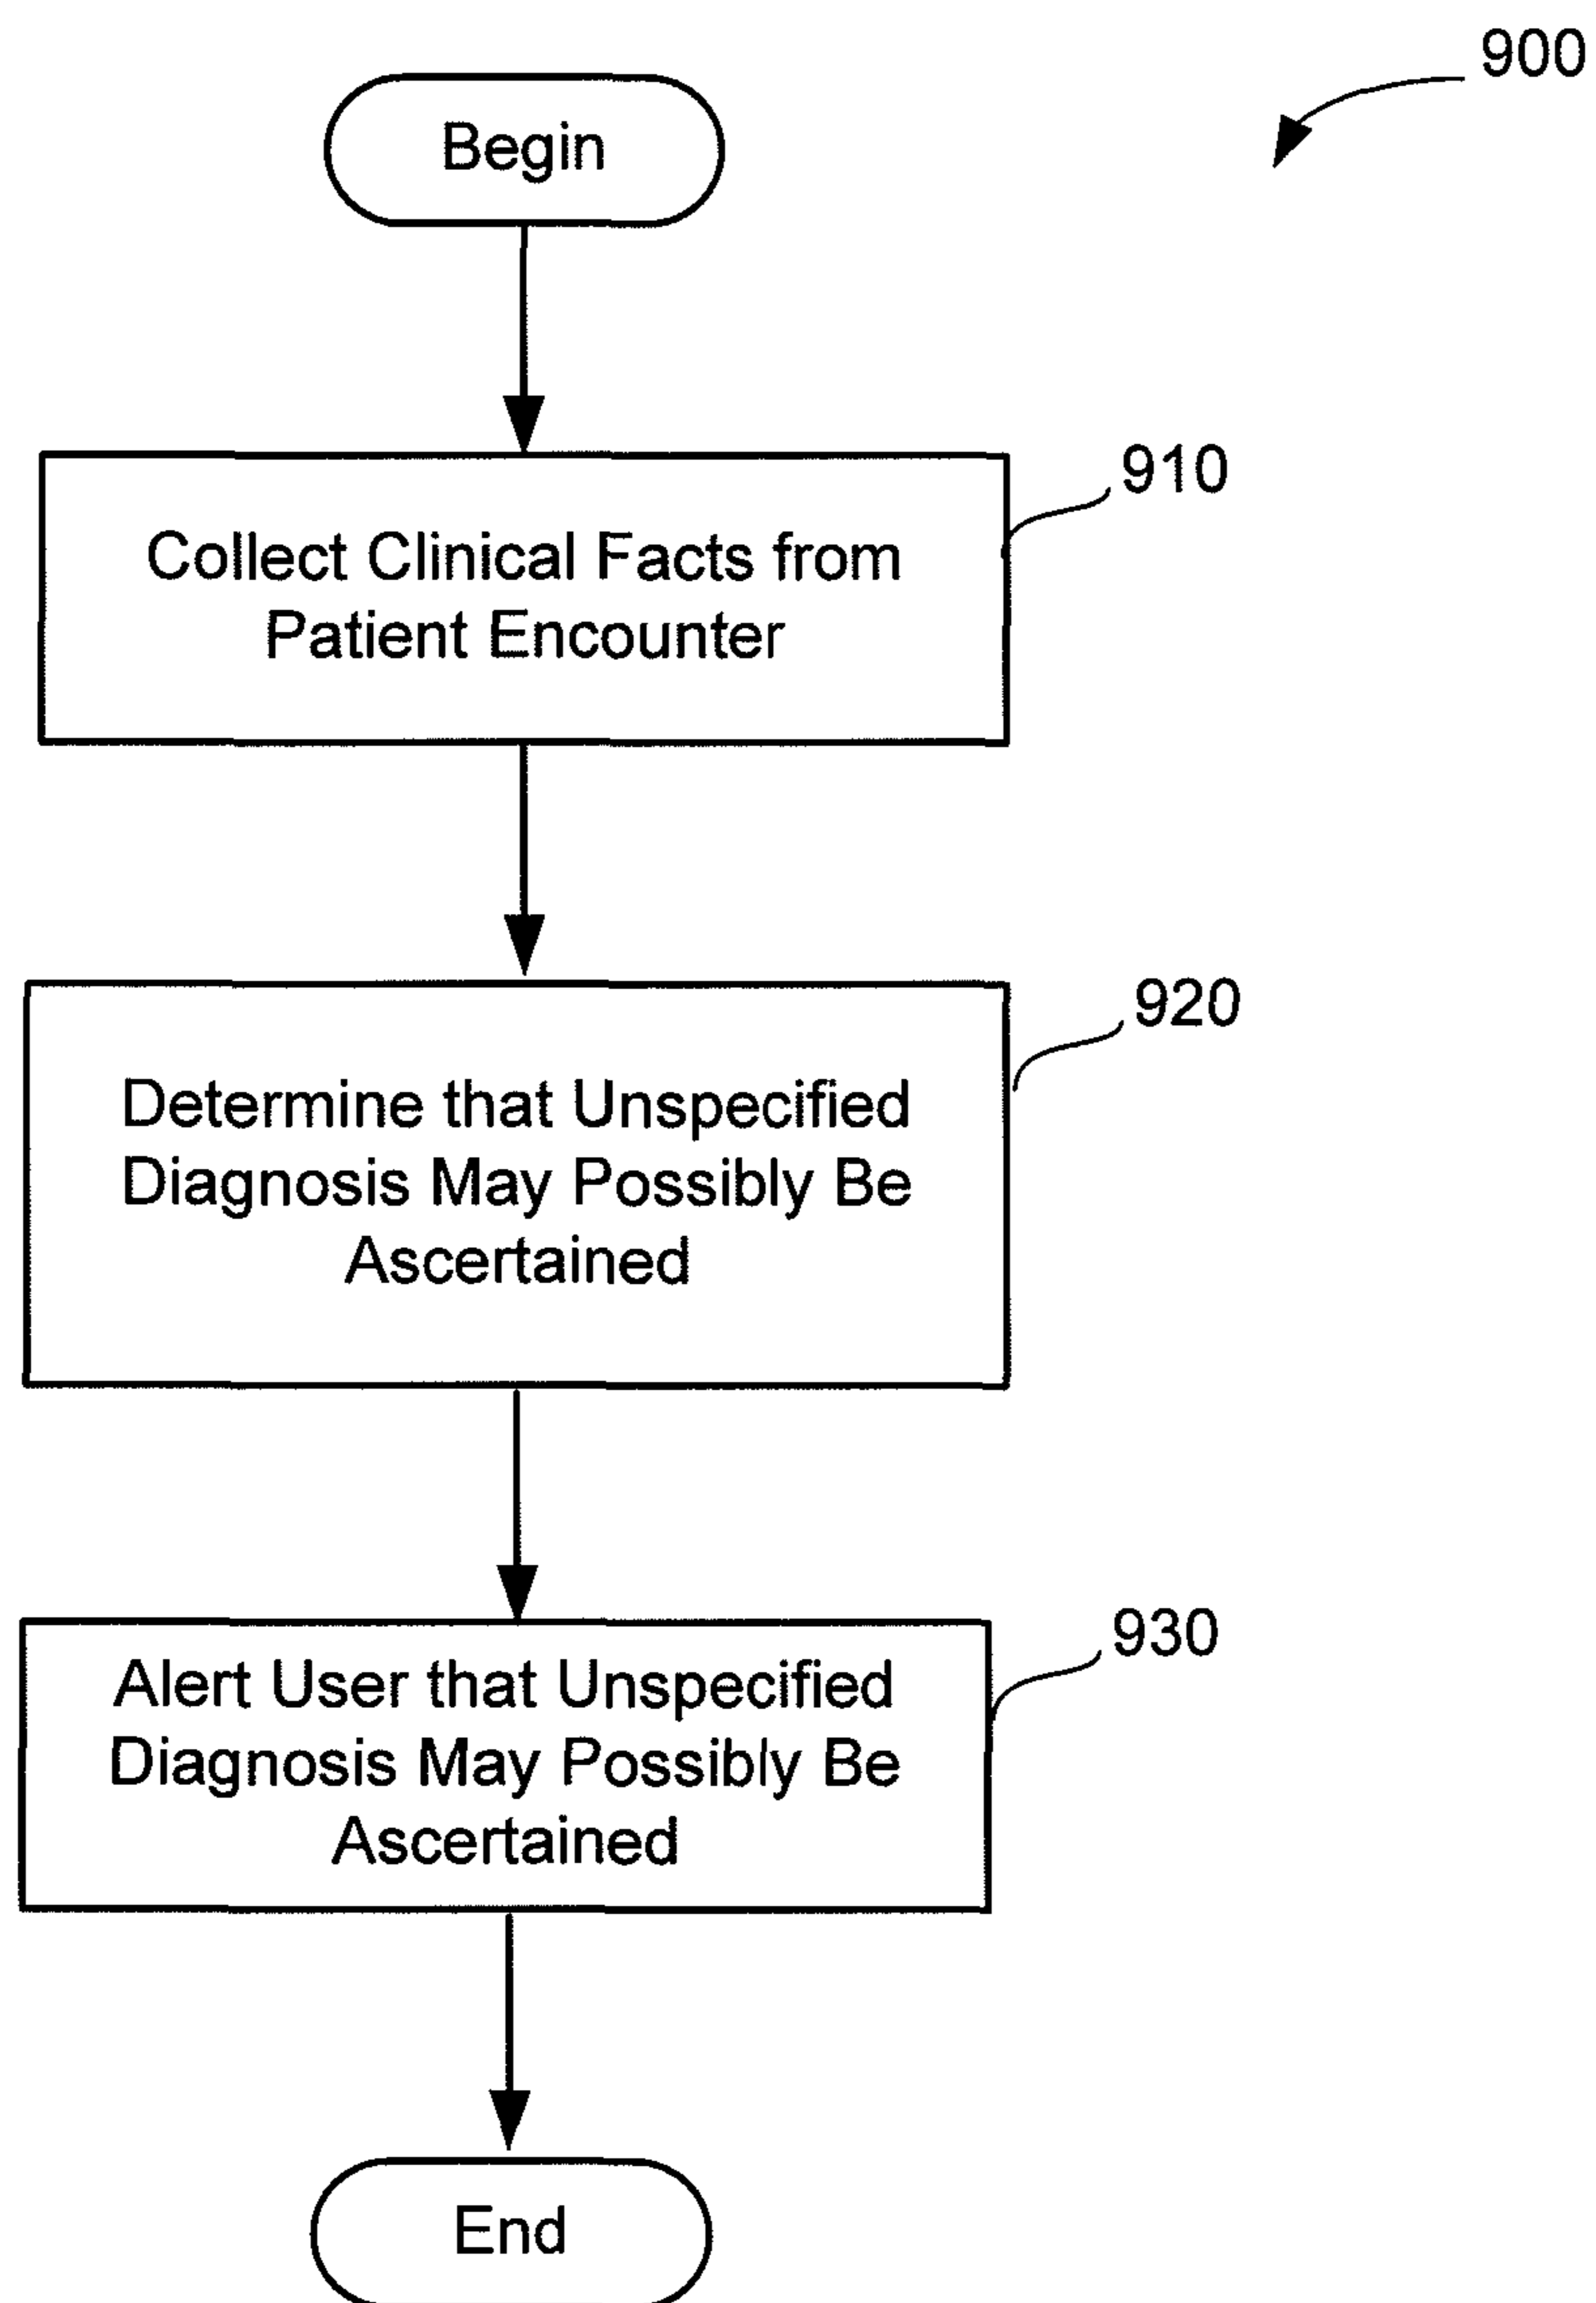 900
Begin
910
Collect Clinical Facts from
Patient Encounter
920
Determine that Unspecified
Diagnosis May Possibly Be
Ascertained
930
Alert User that Unspecified
Diagnosis May Possibly Be
Ascertained
End